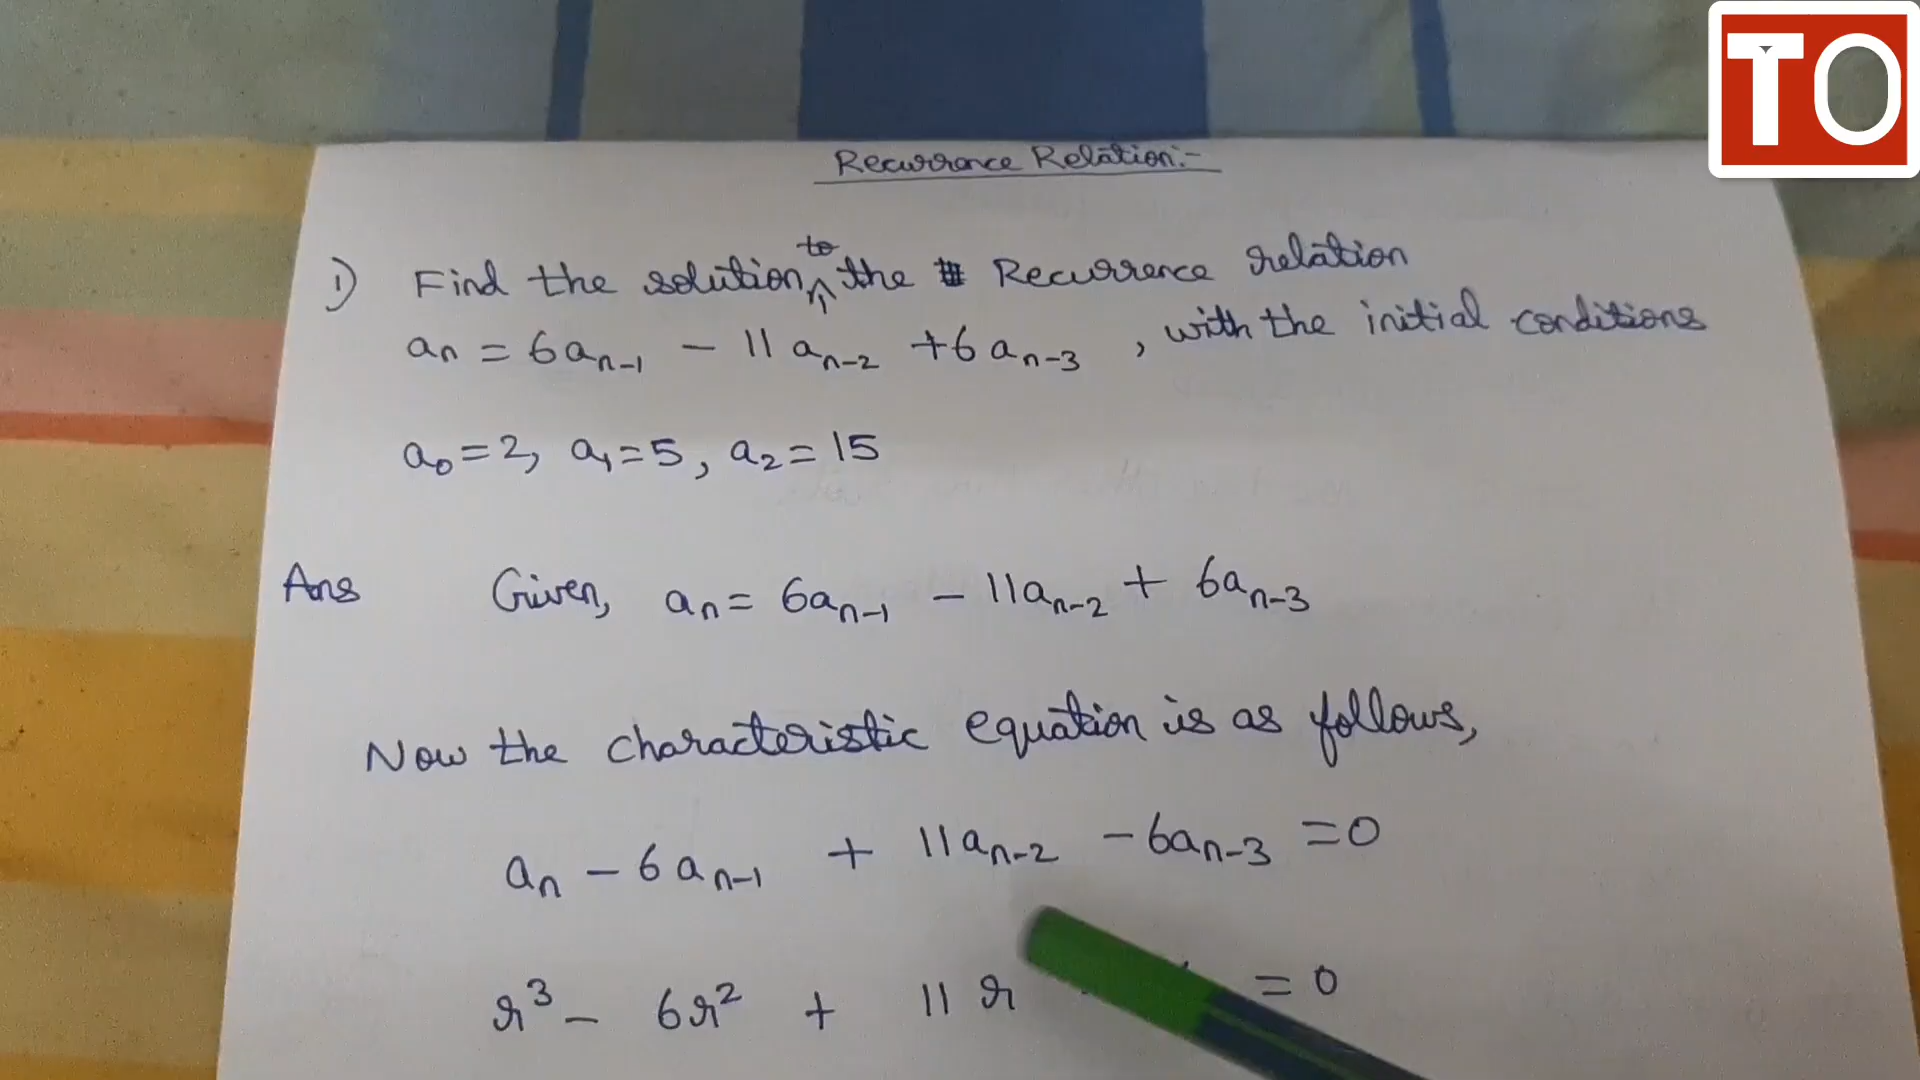 TO
Recurrance Relation:-
1) Find the solution to the Recurrence relation
an = 6an-1 - 11an-2 + 6an-3 , with the initial conditions
a0=2, a1=5, a2=15
Ans Given, an= 6an-1 - 11an-2 + 6an-3
Now the characteristic equation is as follows,
an - 6an-1 + 11an-2 - 6an-3 =0
r³ - 6r² + 11r = 0